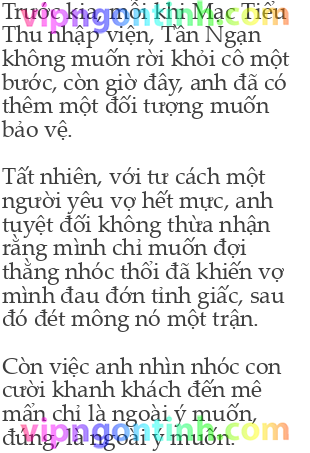 Trước kia, mỗi khi Mạc Tiểu
Thu nhập viện, Tần Ngạn
không muốn rời khỏi cô một
bước, còn giờ đây, anh đã có
thêm một đối tượng muốn
bảo vệ.
Tất nhiên, với tư cách một
người yêu vợ hết mực, anh
tuyệt đối không thừa nhận
rằng mình chỉ muốn đợi
thằng nhóc thổi đã khiến vợ
mình đau đớn tỉnh giấc, sau
đó đét mông nó một trận.
Còn việc anh nhìn nhóc con
cười khanh khách đến mê
mẩn chỉ là ngoài ý muốn,
đúng, là ngoài ý muốn.
vipngontinh.com
vipngontinh.com